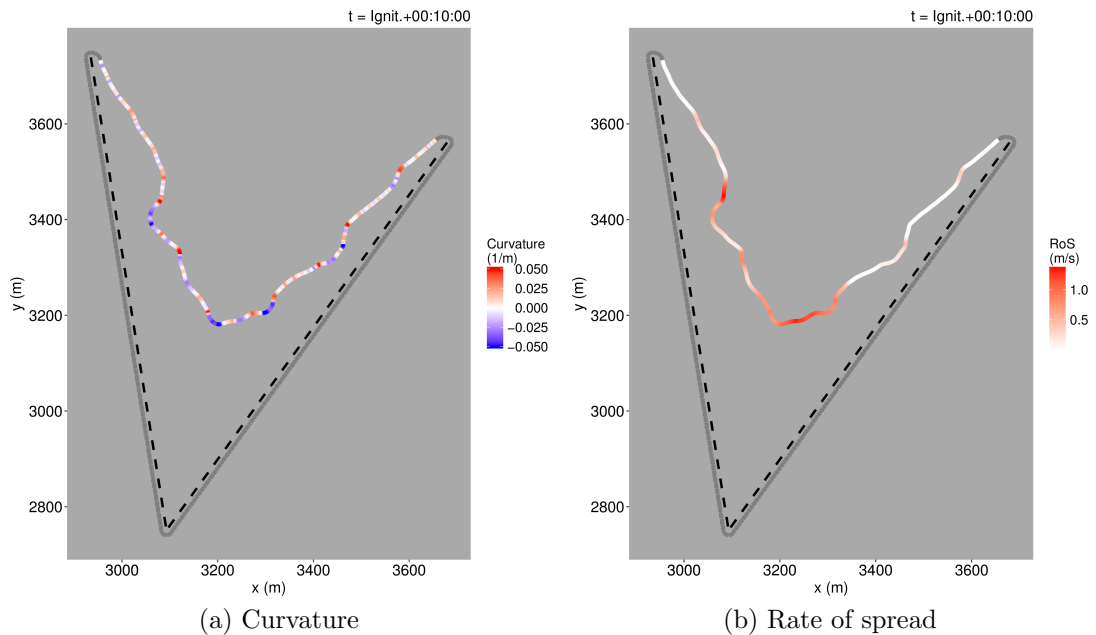 t = Ignit.+00:10:00
3600
3400
3200
3000
2800
y (m)
3000 3200 3400 3600
x (m)
Curvature
(1/m)
0.050
0.025
0.000
−0.025
−0.050
(a) Curvature
t = Ignit.+00:10:00
3600
3400
3200
3000
2800
y (m)
3000 3200 3400 3600
x (m)
RoS
(m/s)
1.0
0.5
(b) Rate of spread